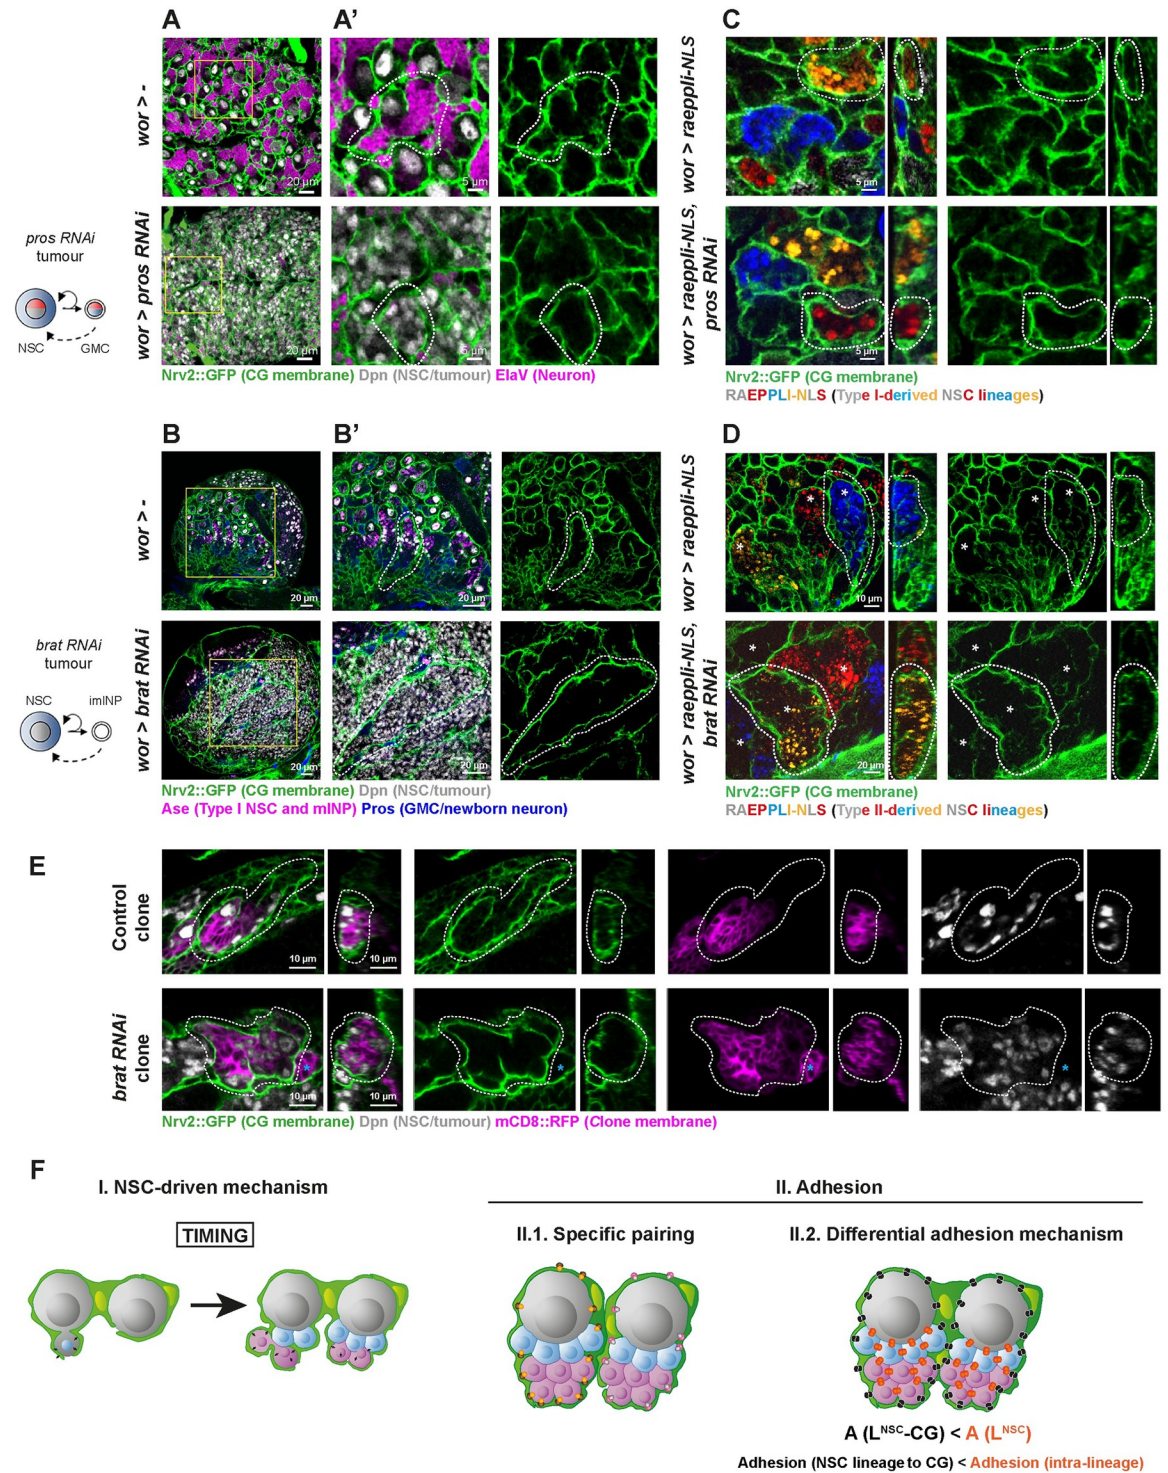 A
A’
wor > -
20 µm
5 µm
pros RNAi
tumour
NSC
GMC
wor > pros RNAi
20 µm
5 µm
Nrv2::GFP (CG membrane) Dpn (NSC/tumour) ElaV (Neuron)
C
wor > raeppli-NLS
5 µm
wor > raeppli-NLS,
pros RNAi
5 µm
Nrv2::GFP (CG membrane)
RAEPPLI-NLS (Type I-derived NSC lineages)
B
B’
wor > -
20 µm
20 µm
brat RNAi
tumour
NSC
imINP
wor > brat RNAi
20 µm
20 µm
Nrv2::GFP (CG membrane) Dpn (NSC/tumour)
Ase (Type I NSC and mINP) Pros (GMC/newborn neuron)
D
wor > raeppli-NLS
* * *
* * *
10 µm
wor > raeppli-NLS,
brat RNAi
* * * *
* * * *
20 µm
Nrv2::GFP (CG membrane)
RAEPPLI-NLS (Type II-derived NSC lineages)
E
Control
clone
10 µm
10 µm
brat RNAi
clone
* * * *
10 µm
10 µm
Nrv2::GFP (CG membrane) Dpn (NSC/tumour) mCD8::RFP (Clone membrane)
F
I. NSC-driven mechanism
TIMING
II. Adhesion
II.1. Specific pairing
II.2. Differential adhesion mechanism
A (Lᴺˢᶜ-CG) < A (Lᴺˢᶜ)
Adhesion (NSC lineage to CG) < Adhesion (intra-lineage)